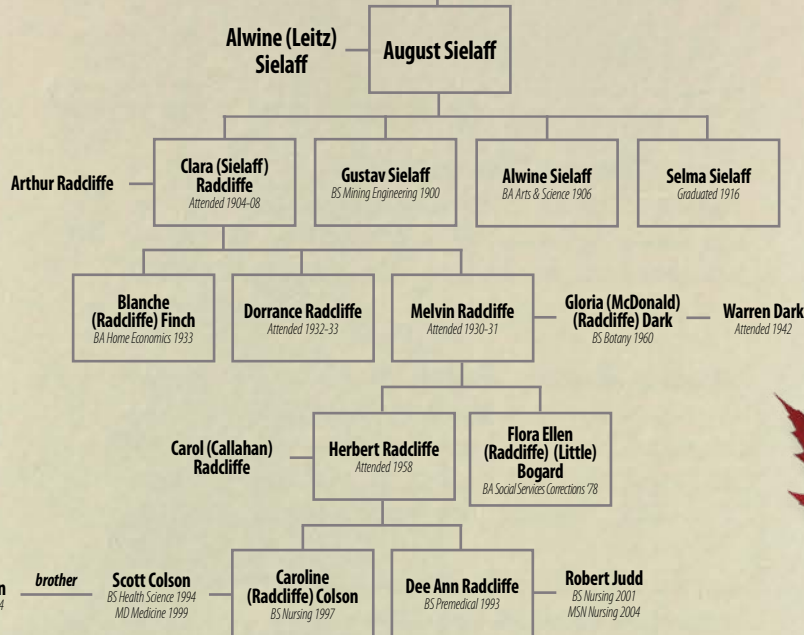 Alwine (Leitz)
Sielaff
August Sielaff
Arthur Radcliffe
Clara (Sielaff)
Radcliffe
Attended 1904-08
Gustav Sielaff
BS Mining Engineering 1900
Alwine Sielaff
BA Arts & Science 1906
Selma Sielaff
Graduated 1916
Blanche
(Radcliffe) Finch
BA Home Economics 1933
Dorrance Radcliffe
Attended 1932-33
Melvin Radcliffe
Attended 1930-31
Gloria (McDonald)
(Radcliffe) Dark
BS Botany 1960
Warren Dark
Attended 1942
Carol (Callahan)
Radcliffe
Herbert Radcliffe
Attended 1958
Flora Ellen
(Radcliffe) (Little)
Bogard
BA Social Services Corrections '78
n
4
brother
Scott Colson
BS Health Science 1994
MD Medicine 1999
Caroline
(Radcliffe) Colson
BS Nursing 1997
Dee Ann Radcliffe
BS Premedical 1993
Robert Judd
BS Nursing 2001
MSN Nursing 2004